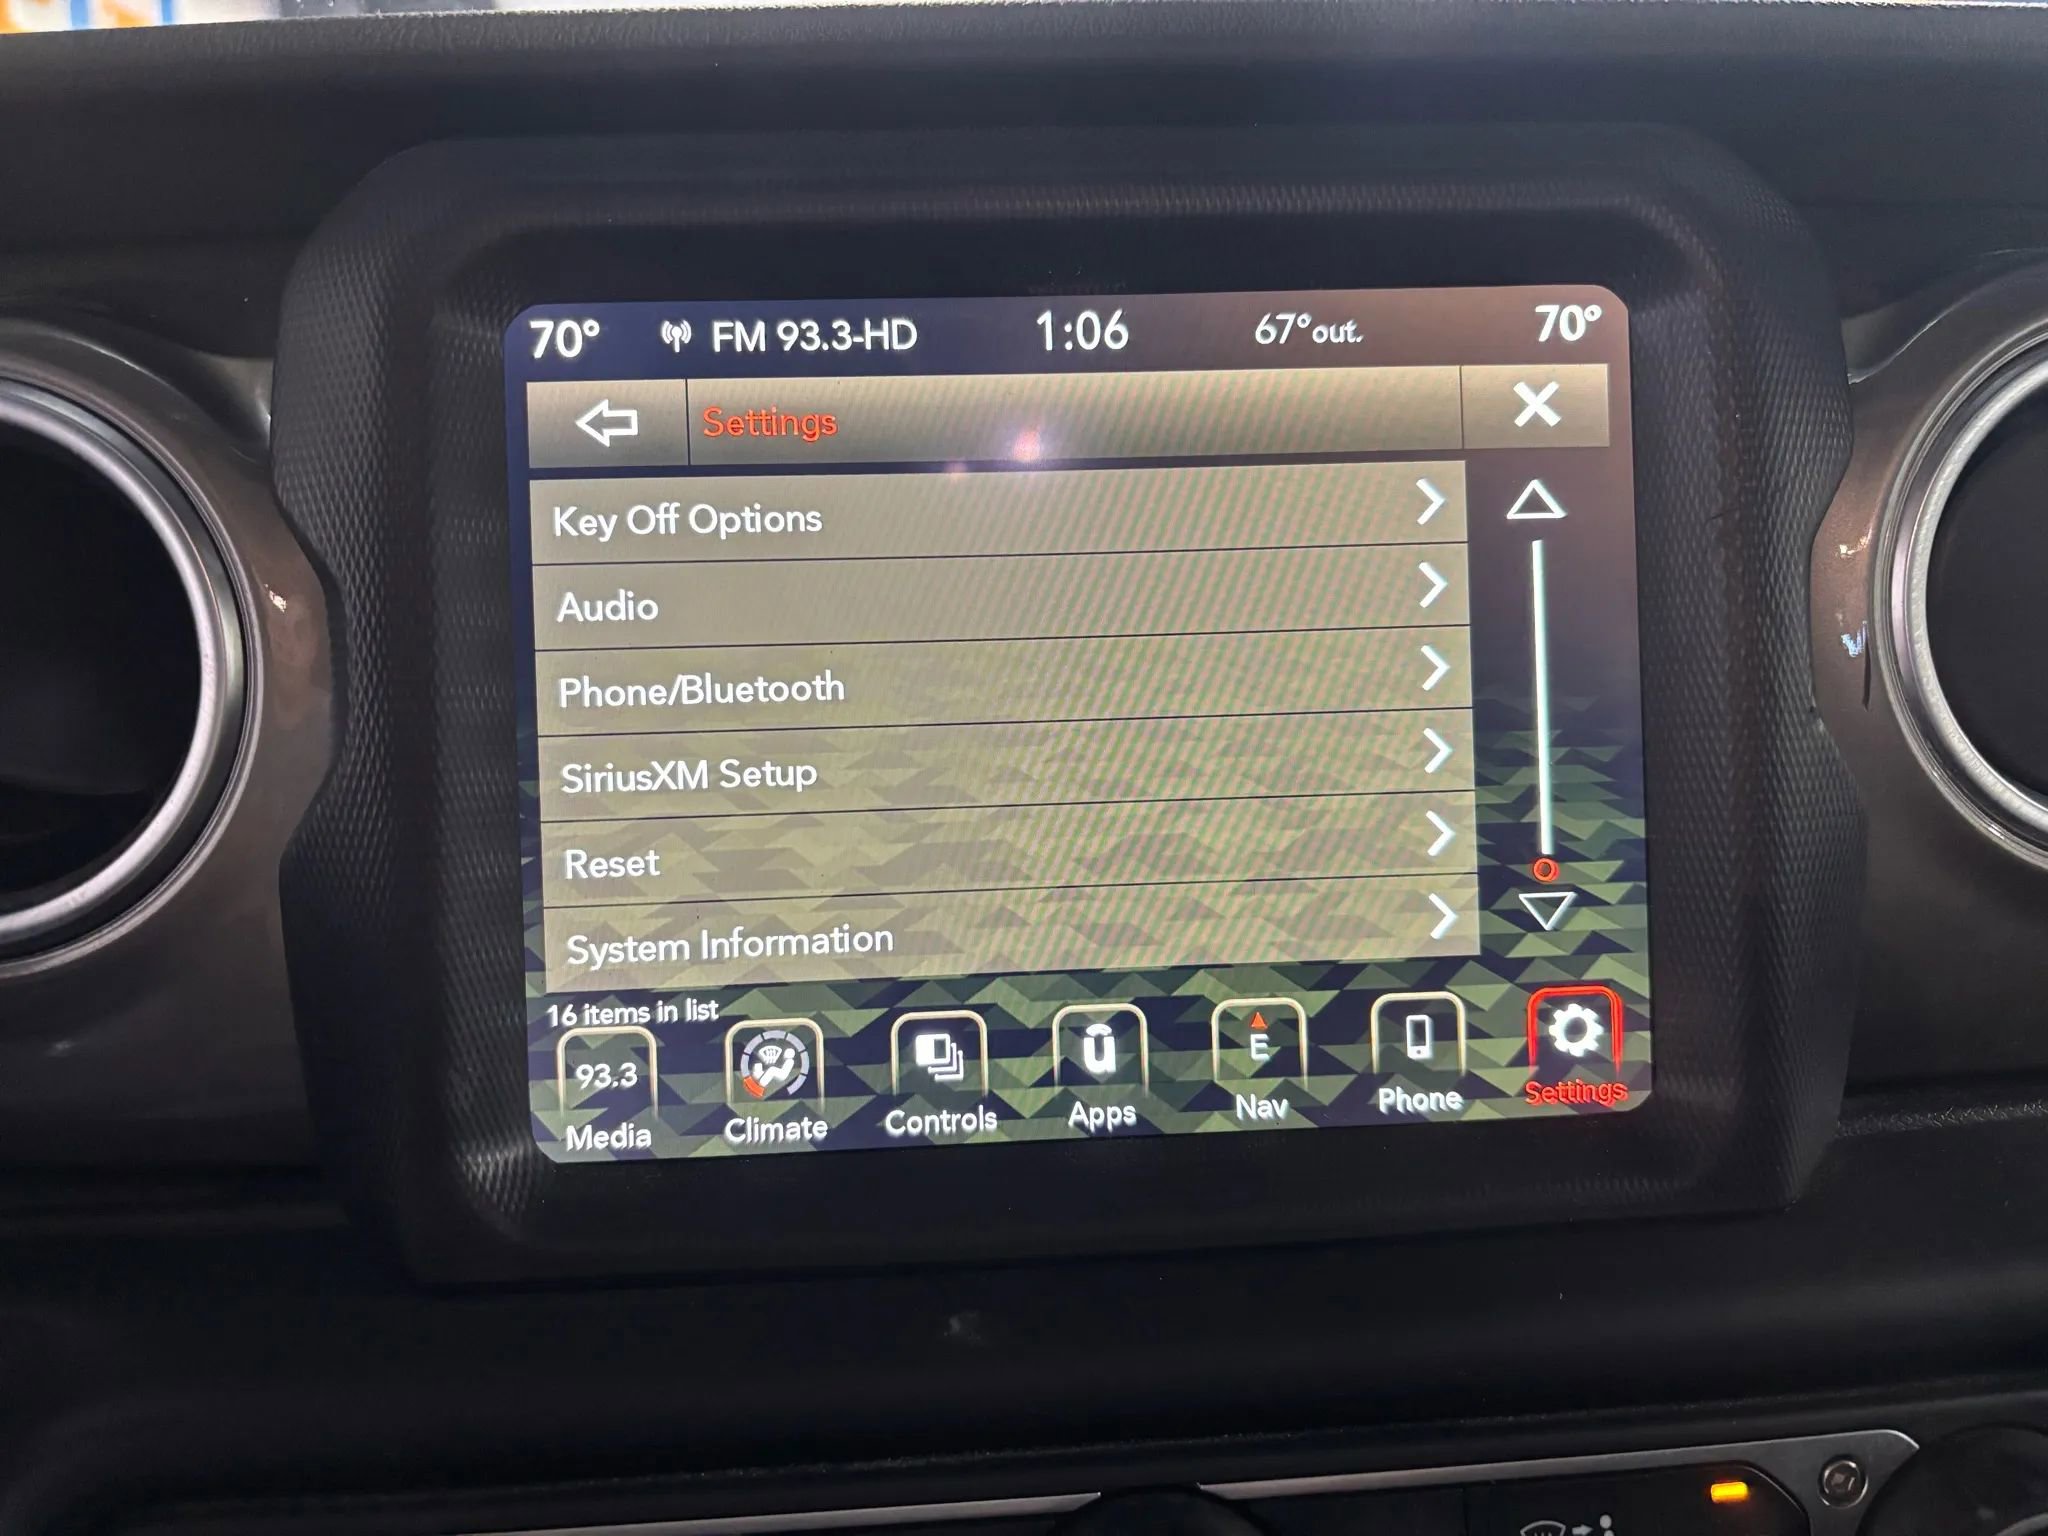 70° FM 93.3-HD 1:06 67°out. 70°
Settings
Key Off Options
Audio
Phone/Bluetooth
SiriusXM Setup
Reset
System Information
16 items in list
93.3 u E
Media Climate Controls Apps Nav Phone Settings